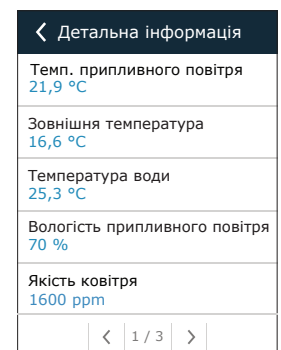 Детальна інформація
Темп. припливного повітря
21,9 °C
Зовнішня температура
16,6 °C
Температура води
25,3 °C
Вологість припливного повітря
70 %
Якість ковітря
1600 ppm
1 / 3